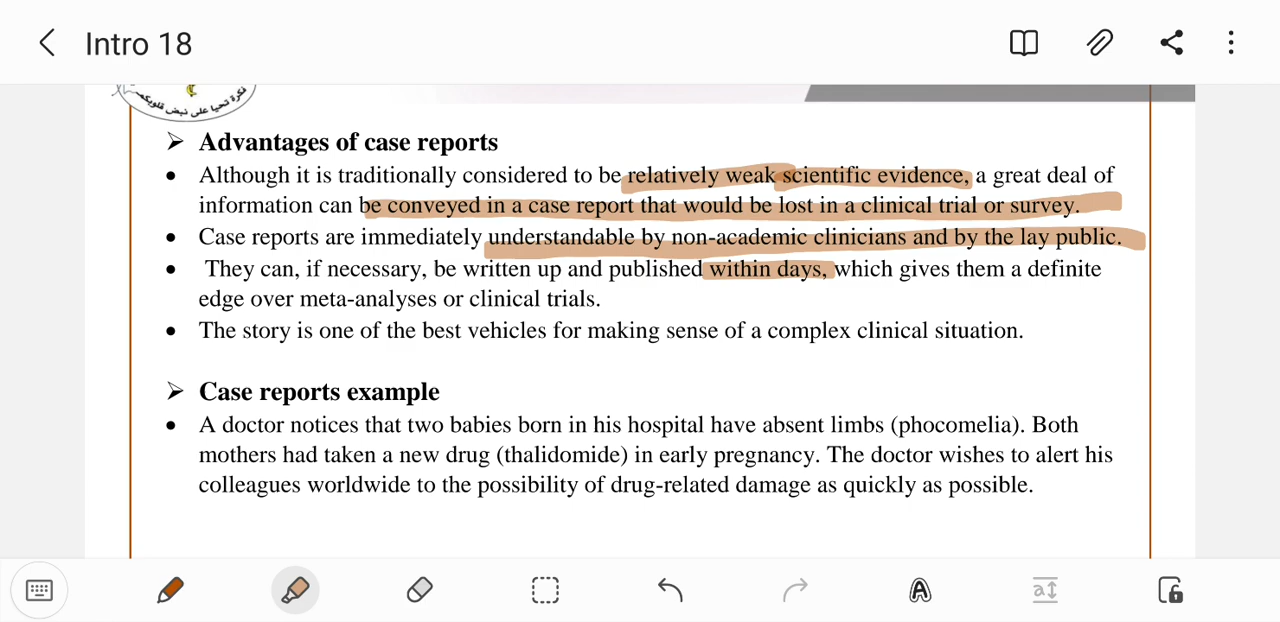 Intro 18
فكرة تحيا على نبض قلوبكم
➢ Advantages of case reports
• Although it is traditionally considered to be relatively weak scientific evidence, a great deal of
information can be conveyed in a case report that would be lost in a clinical trial or survey.
• Case reports are immediately understandable by non-academic clinicians and by the lay public.
• They can, if necessary, be written up and published within days, which gives them a definite
edge over meta-analyses or clinical trials.
• The story is one of the best vehicles for making sense of a complex clinical situation.
➢ Case reports example
• A doctor notices that two babies born in his hospital have absent limbs (phocomelia). Both
mothers had taken a new drug (thalidomide) in early pregnancy. The doctor wishes to alert his
colleagues worldwide to the possibility of drug-related damage as quickly as possible.